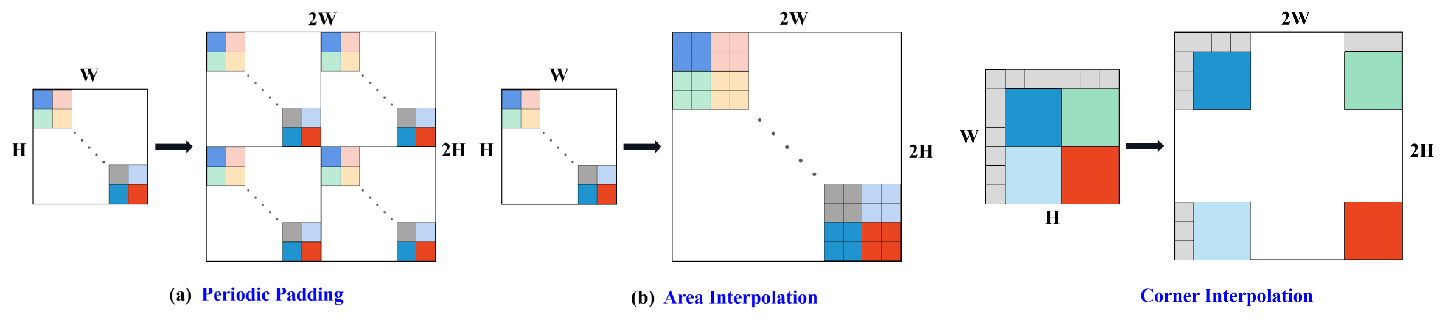 2W
W
H
2H
(a) Periodic Padding
2W
W
H
2H
(b) Area Interpolation
2W
W
H
2H
Corner Interpolation